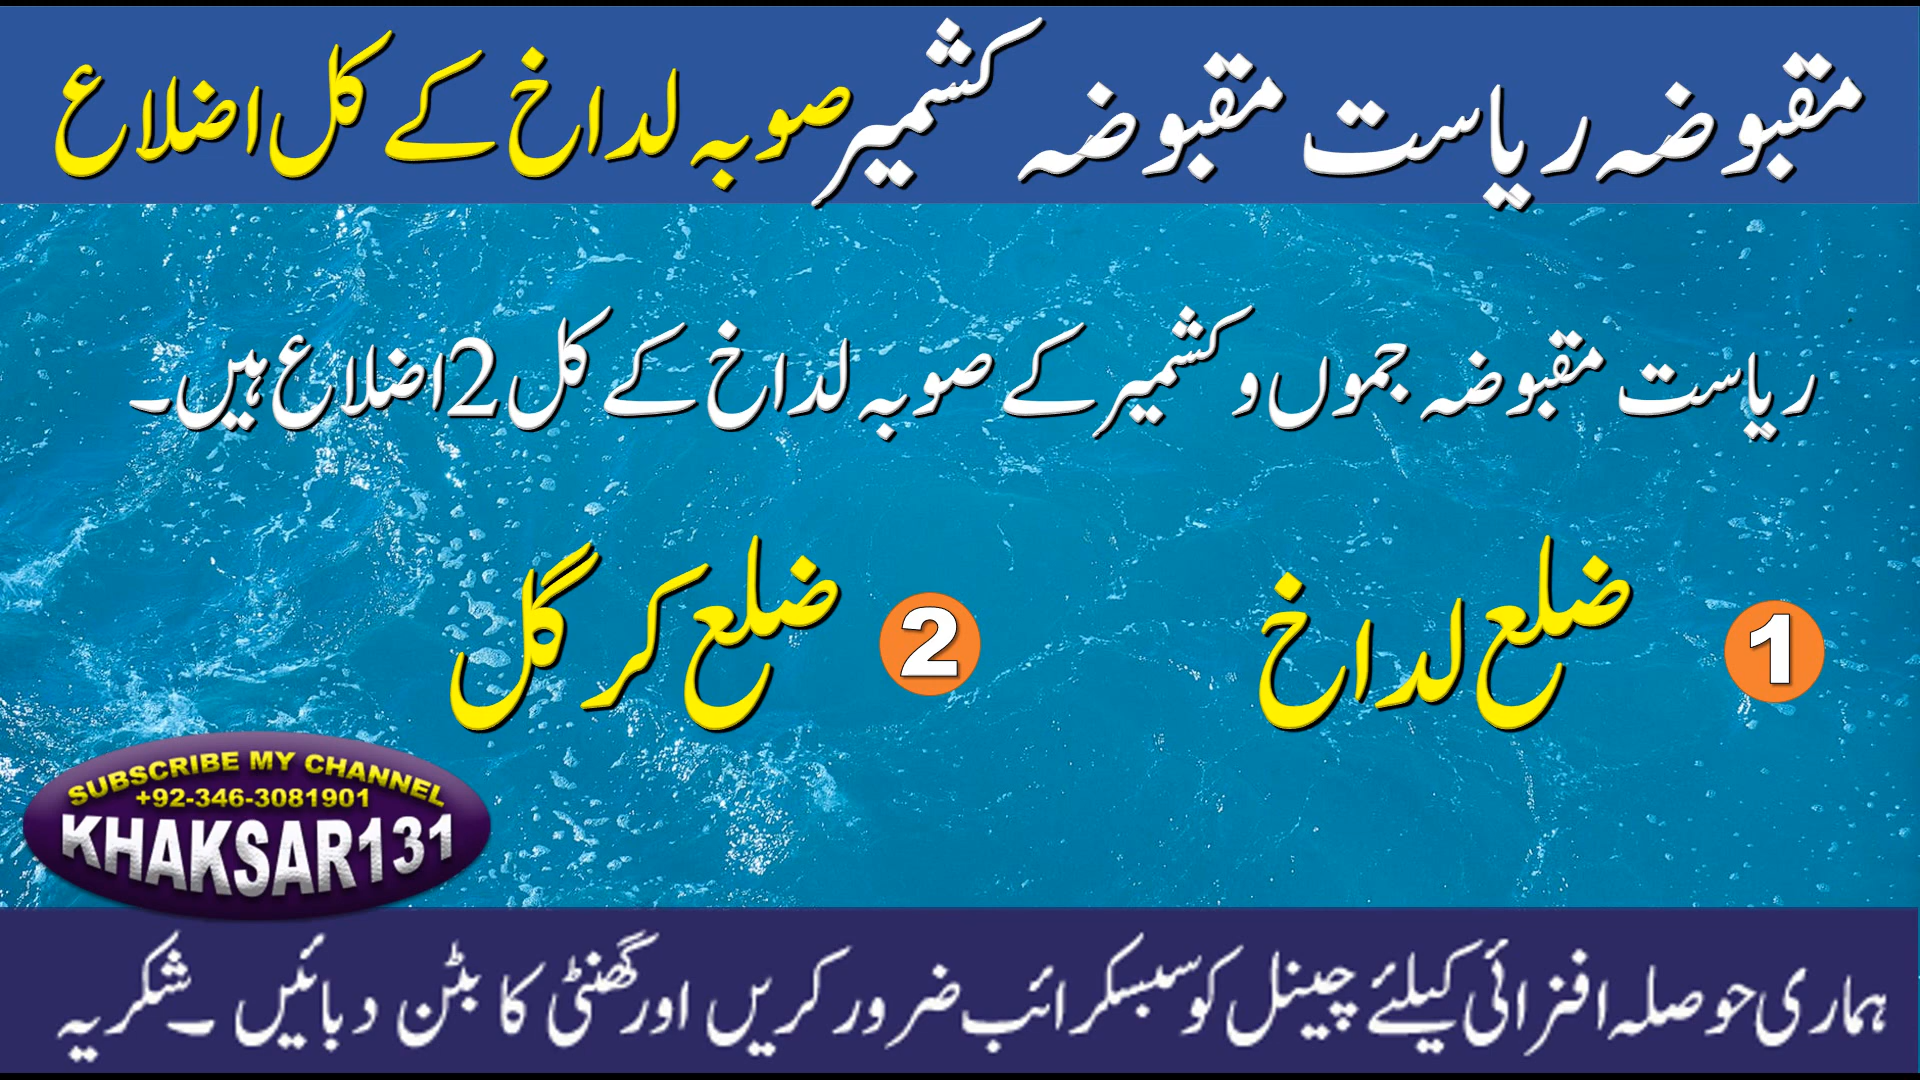 مقبوضہ ریاست مقبوضہ کشمیر صوبہ لداخ کے کل اضلاع
ریاست مقبوضہ جموں و کشمیر کے صوبہ لداخ کے کل 2 اضلاع ہیں۔
1 ضلع لداخ
2 ضلع کرگل
SUBSCRIBE MY CHANNEL
+92-346-3081901
KHAKSAR131
ہماری حوصلہ افزائی کیلئے چینل کو سبسکرائب ضرور کریں اور گھنٹی کا بٹن دبائیں ۔ شکریہ